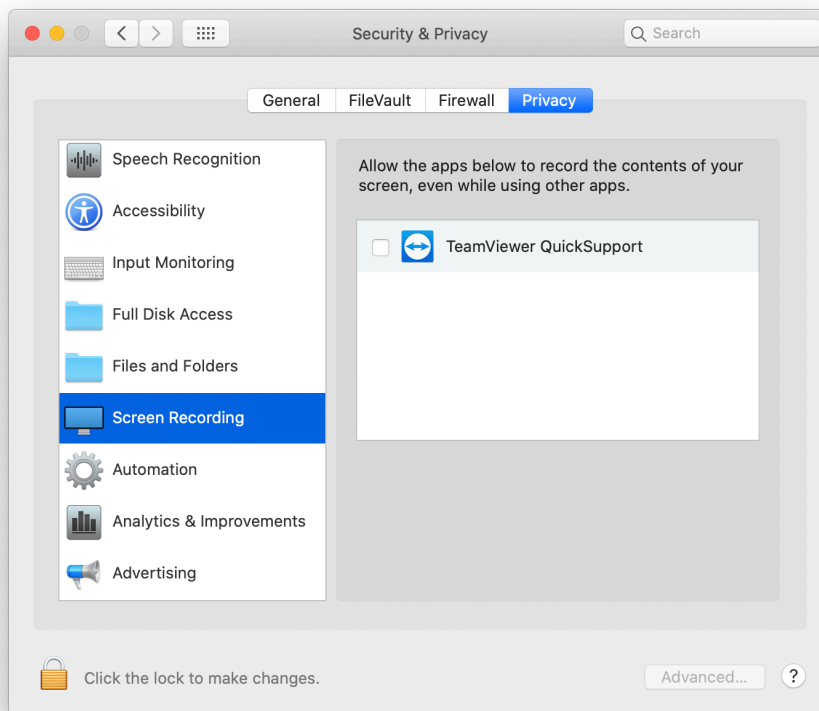 Security & Privacy
Search
General
FileVault
Firewall
Privacy
Speech Recognition
Accessibility
Input Monitoring
Full Disk Access
Files and Folders
Screen Recording
Automation
Analytics & Improvements
Advertising
Allow the apps below to record the contents of your
screen, even while using other apps.
TeamViewer QuickSupport
Click the lock to make changes.
Advanced...
?